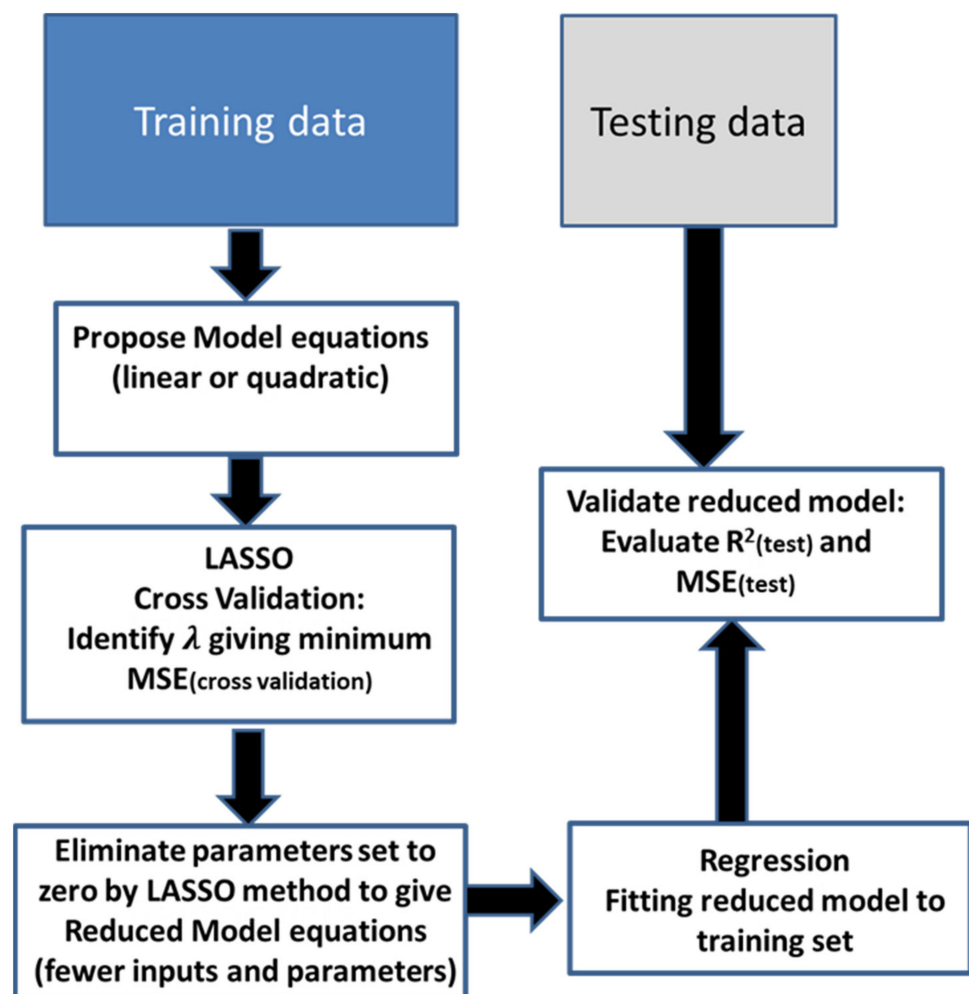 Training data
Testing data
Propose Model equations
(linear or quadratic)
LASSO
Cross Validation:
Identify λ giving minimum
MSE(cross validation)
Eliminate parameters set to
zero by LASSO method to give
Reduced Model equations
(fewer inputs and parameters)
Regression
Fitting reduced model to
training set
Validate reduced model:
Evaluate R²(test) and
MSE(test)